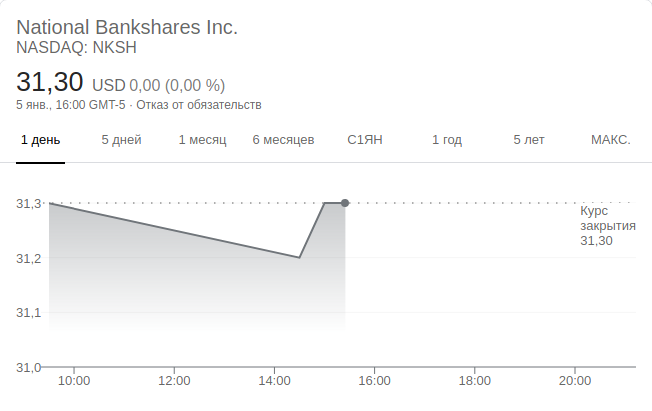 National Bankshares Inc.
NASDAQ: NKSH
31,30 USD 0,00 (0,00 %)
5 янв., 16:00 GMT-5 · Отказ от обязательств
1 день 5 дней 1 месяц 6 месяцев С1ЯН 1 год 5 лет МАКС.
31,3
Курс
закрытия
31,30
31,2
31,1
31,0
10:00 12:00 14:00 16:00 18:00 20:00